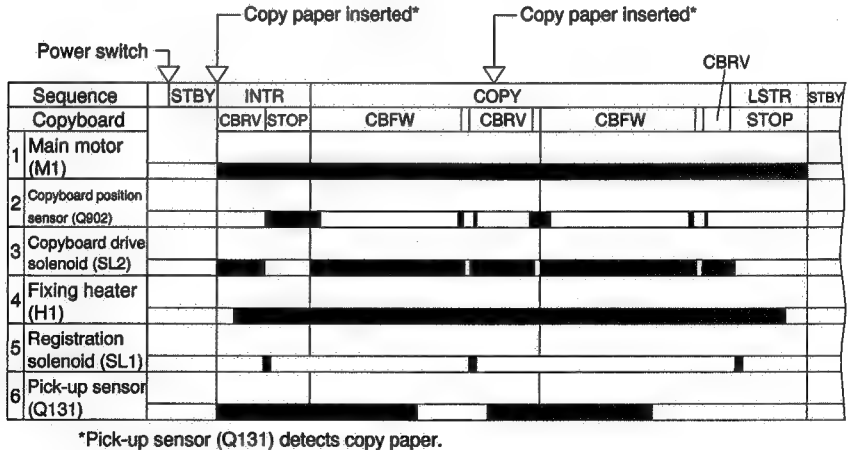 Copy paper inserted*
Copy paper inserted*
Power switch
CBRV
Sequence STBY INTR COPY LSTR STBY
Copyboard CBRV STOP CBFW CBRV CBFW STOP
1 Main motor
(M1)
2 Copyboard position
sensor (Q902)
3 Copyboard drive
solenoid (SL2)
4 Fixing heater
(H1)
5 Registration
solenoid (SL1)
6 Pick-up sensor
(Q131)
*Pick-up sensor (Q131) detects copy paper.